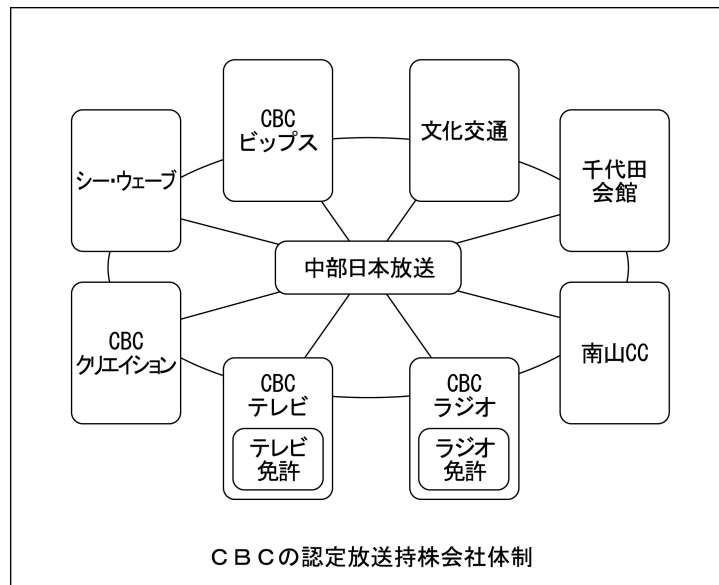 CBC
ビップス
文化交通
シー・ウェーブ
千代田
会館
中部日本放送
CBC
クリエイション
南山CC
CBC
テレビ
テレビ
免許
CBC
ラジオ
ラジオ
免許
CBCの認定放送持株会社体制